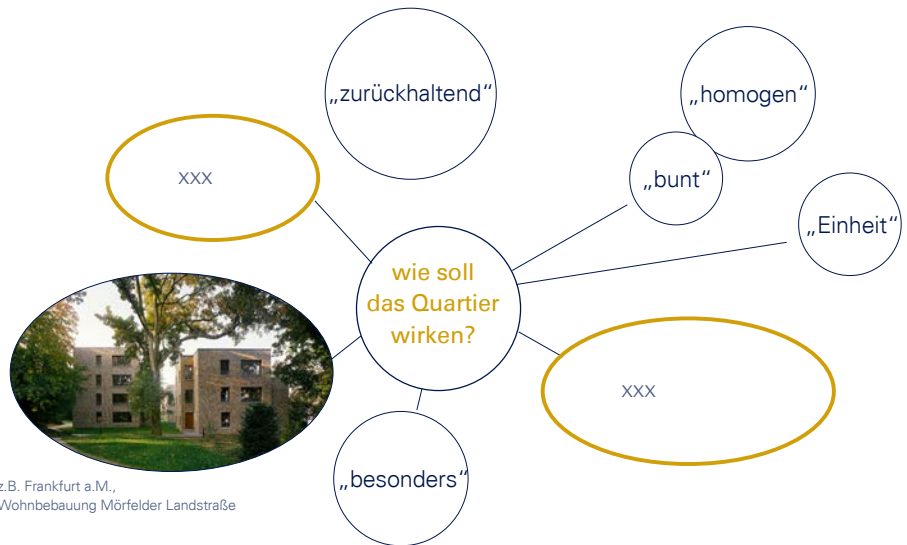 „zurückhaltend“
„homogen“
xxx
„bunt“
„Einheit“
wie soll
das Quartier
wirken?
xxx
„besonders“
z.B. Frankfurt a.M.,
Wohnbebauung Mörfelder Landstraße